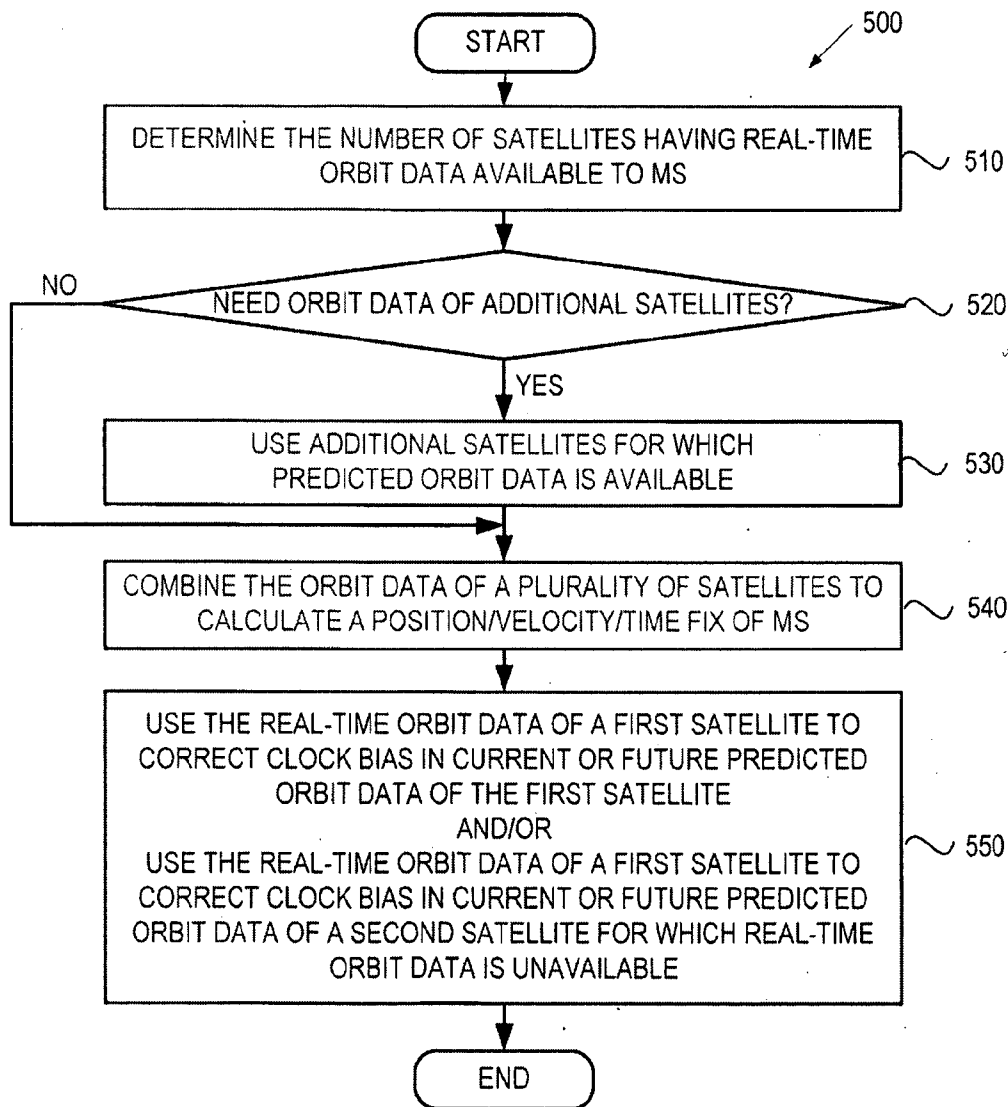 START
500
DETERMINE THE NUMBER OF SATELLITES HAVING REAL-TIME
ORBIT DATA AVAILABLE TO MS
510
NO
NEED ORBIT DATA OF ADDITIONAL SATELLITES?
520
YES
USE ADDITIONAL SATELLITES FOR WHICH
PREDICTED ORBIT DATA IS AVAILABLE
530
COMBINE THE ORBIT DATA OF A PLURALITY OF SATELLITES TO
CALCULATE A POSITION/VELOCITY/TIME FIX OF MS
540
USE THE REAL-TIME ORBIT DATA OF A FIRST SATELLITE TO
CORRECT CLOCK BIAS IN CURRENT OR FUTURE PREDICTED
ORBIT DATA OF THE FIRST SATELLITE
AND/OR
USE THE REAL-TIME ORBIT DATA OF A FIRST SATELLITE TO
CORRECT CLOCK BIAS IN CURRENT OR FUTURE PREDICTED
ORBIT DATA OF A SECOND SATELLITE FOR WHICH REAL-TIME
ORBIT DATA IS UNAVAILABLE
550
END